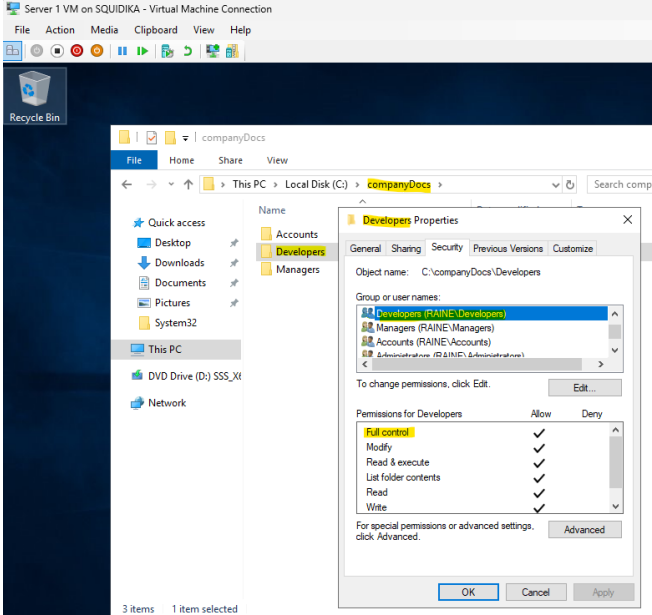 Server 1 VM on SQUIDIKA - Virtual Machine Connection
File Action Media Clipboard View Help
Recycle Bin
companyDocs
File Home Share View
This PC > Local Disk (C:) > companyDocs >
Search comp
Name
Quick access
Desktop
Downloads
Documents
Pictures
System32
This PC
DVD Drive (D:) SSS_X6
Network
Accounts
Developers
Managers
Developers Properties
General Sharing Security Previous Versions Customize
Object name: C:\companyDocs\Developers
Group or user names:
Developers (RAINE\Developers)
Managers (RAINE\Managers)
Accounts (RAINE\Accounts)
Administrators (RAINE\Administrators)
To change permissions, click Edit.
Edit...
Permissions for Developers Allow Deny
Full control
Modify
Read & execute
List folder contents
Read
Write
For special permissions or advanced settings,
click Advanced.
Advanced
OK Cancel Apply
3 items 1 item selected